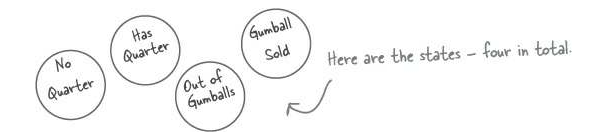 No
Quarter
Has
Quarter
Out of
Gumballs
Gumball
Sold
Here are the states – four in total.